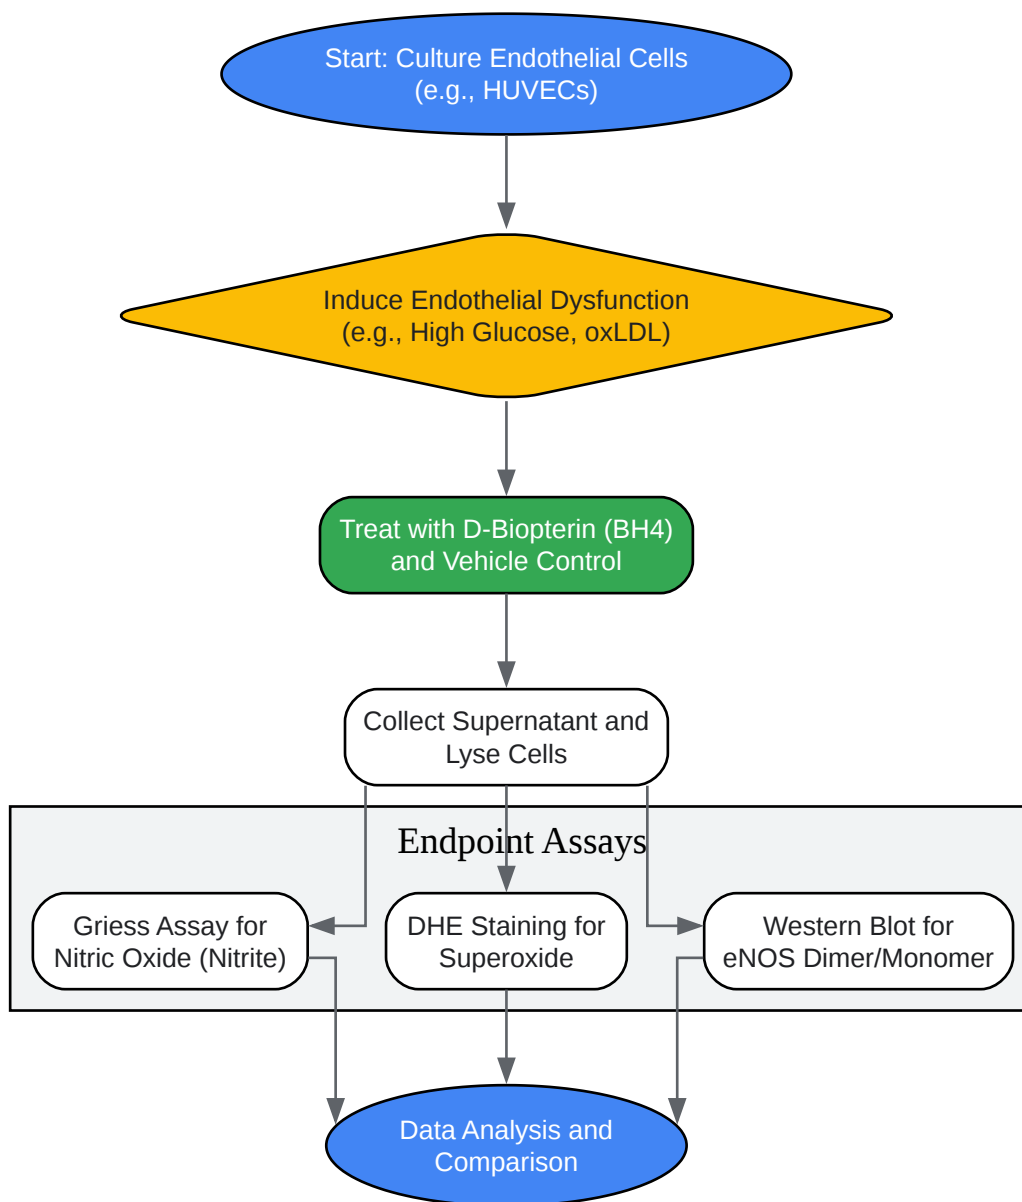 Start: Culture Endothelial Cells
(e.g., HUVECs)
Induce Endothelial Dysfunction
(e.g., High Glucose, oxLDL)
Treat with D-Biopterin (BH4)
and Vehicle Control
Collect Supernatant and
Lyse Cells
Endpoint Assays
Griess Assay for
Nitric Oxide (Nitrite)
DHE Staining for
Superoxide
Western Blot for
eNOS Dimer/Monomer
Data Analysis and
Comparison